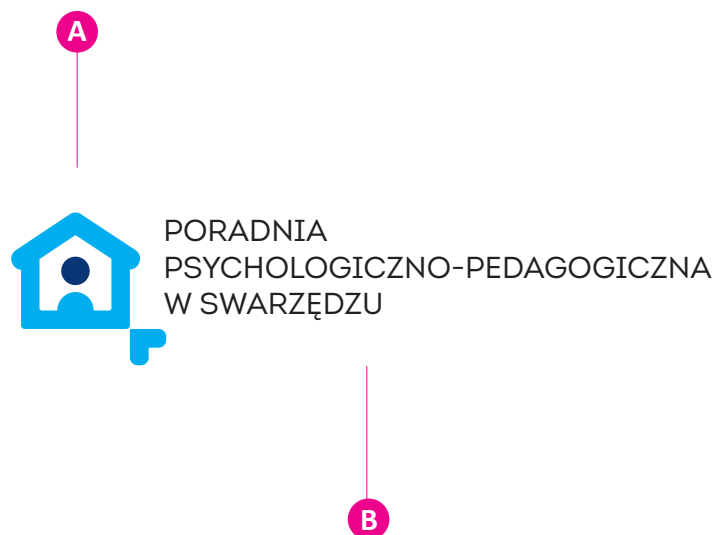 A
PORADNIA
PSYCHOLOGICZNO-PEDAGOGICZNA
W SWARZĘDZU
B